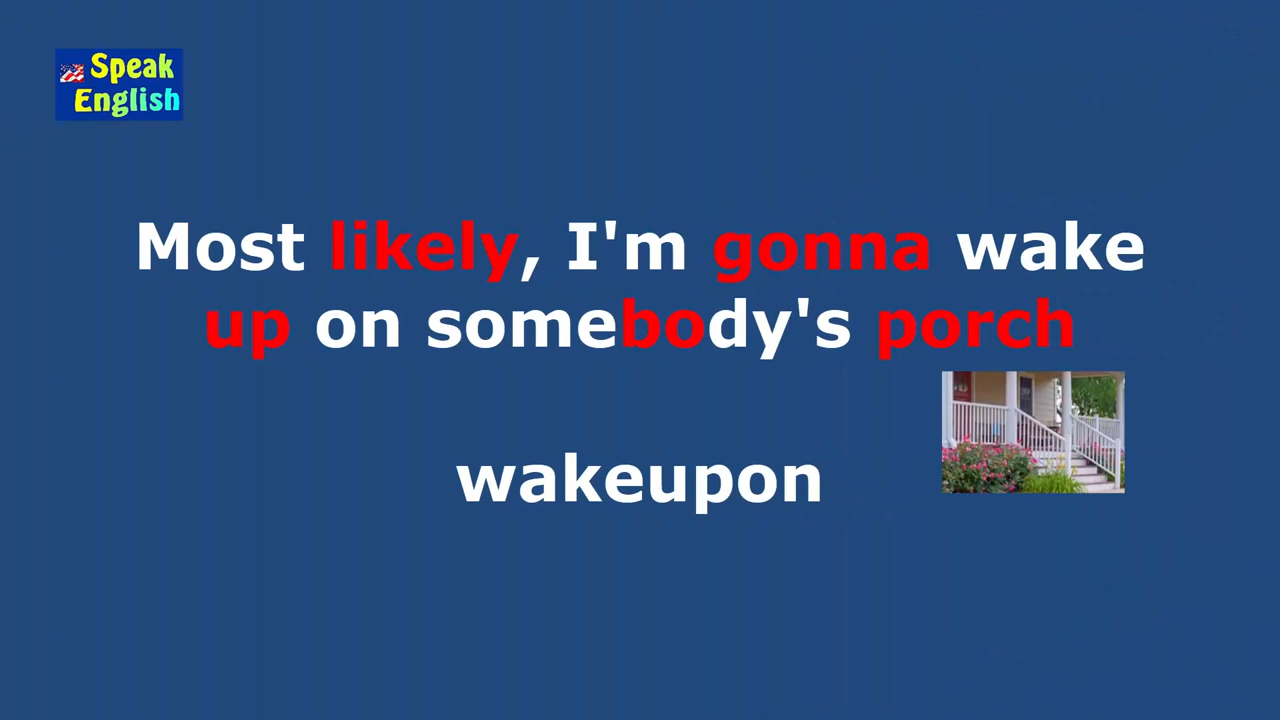 Speak
English
Most likely, I'm gonna wake
up on somebody's porch
wakeupon